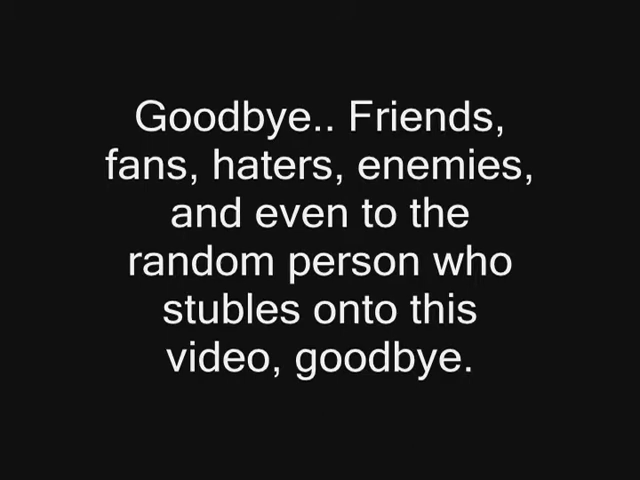 Goodbye.. Friends,
fans, haters, enemies,
and even to the
random person who
stubles onto this
video, goodbye.